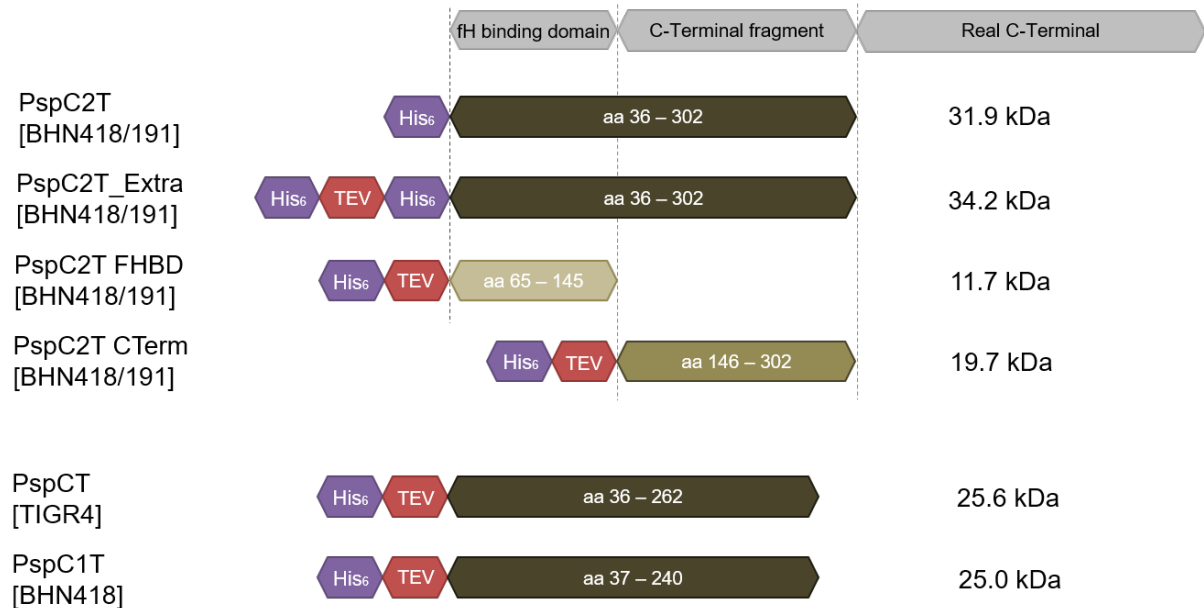 fH binding domain C-Terminal fragment Real C-Terminal
PspC2T
[BHN418/191]
His₆ aa 36 – 302 31.9 kDa
PspC2T_Extra
[BHN418/191]
His₆ TEV His₆ aa 36 – 302 34.2 kDa
PspC2T FHBD
[BHN418/191]
His₆ TEV aa 65 – 145 11.7 kDa
PspC2T CTerm
[BHN418/191]
His₆ TEV aa 146 – 302 19.7 kDa
PspCT
[TIGR4]
His₆ TEV aa 36 – 262 25.6 kDa
PspC1T
[BHN418]
His₆ TEV aa 37 – 240 25.0 kDa